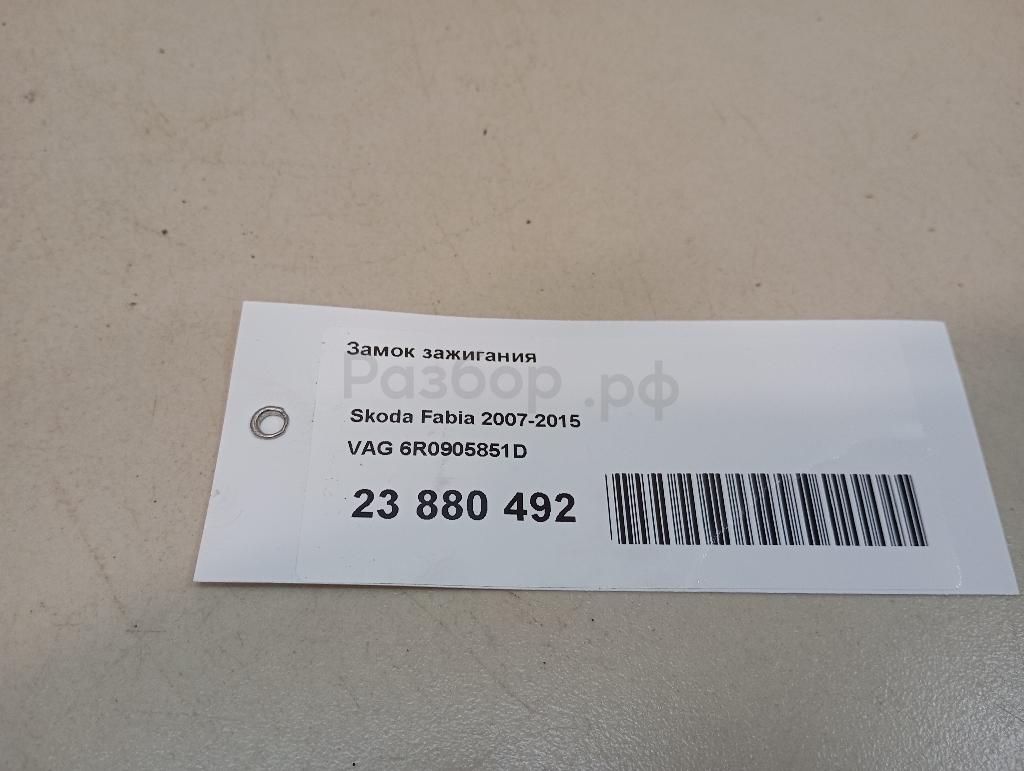 Замок зажигания
Разбор.рф
Skoda Fabia 2007-2015
VAG 6R0905851D
23 880 492